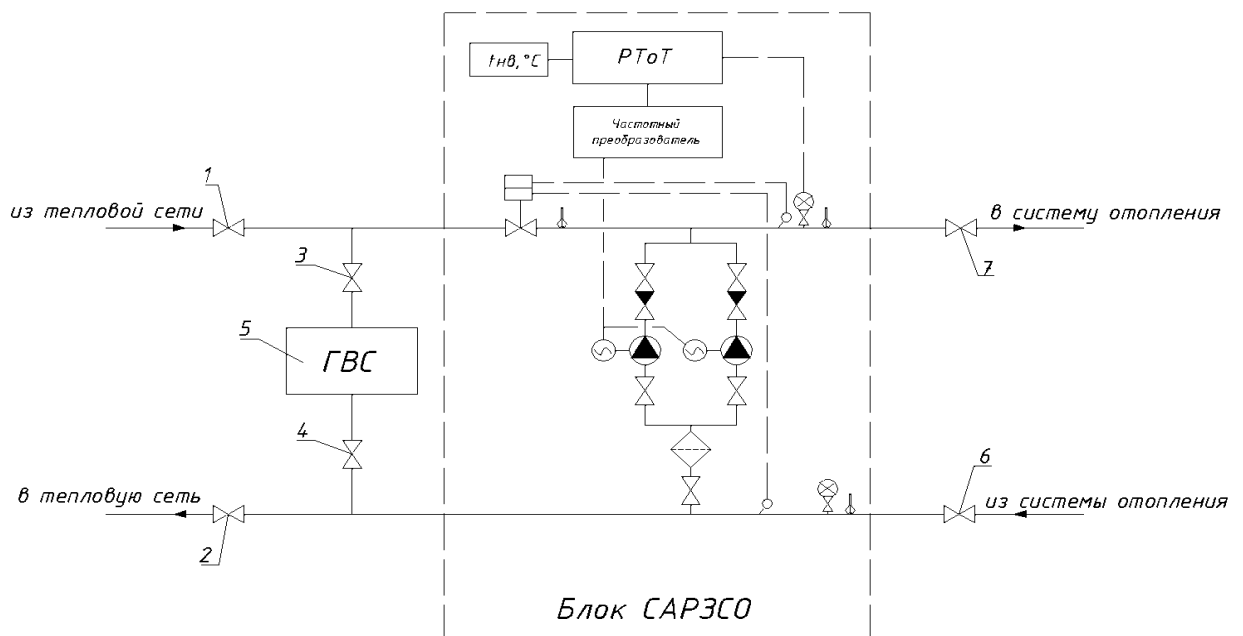 tнв,°C
РТоТ
Частотный
преобразователь
1
из тепловой сети
в систему отопления
3
7
5
ГВС
4
6
в тепловую сеть
из системы отопления
2
Блок САРЗСО